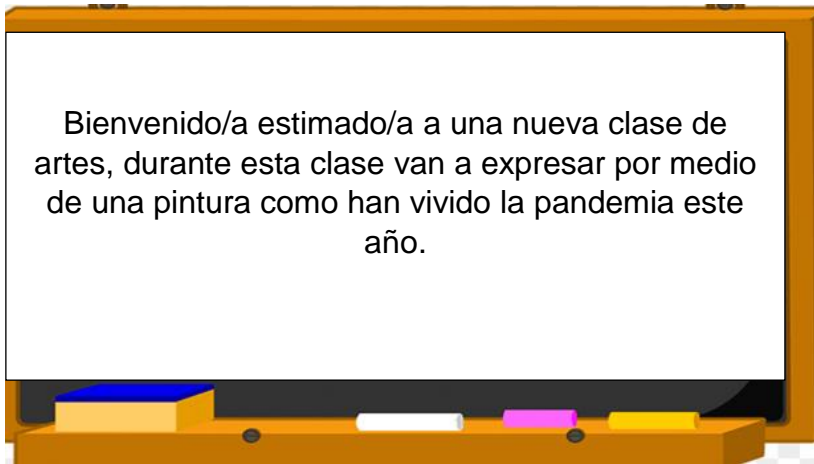 Bienvenido/a estimado/a a una nueva clase de
artes, durante esta clase van a expresar por medio
de una pintura como han vivido la pandemia este
año.